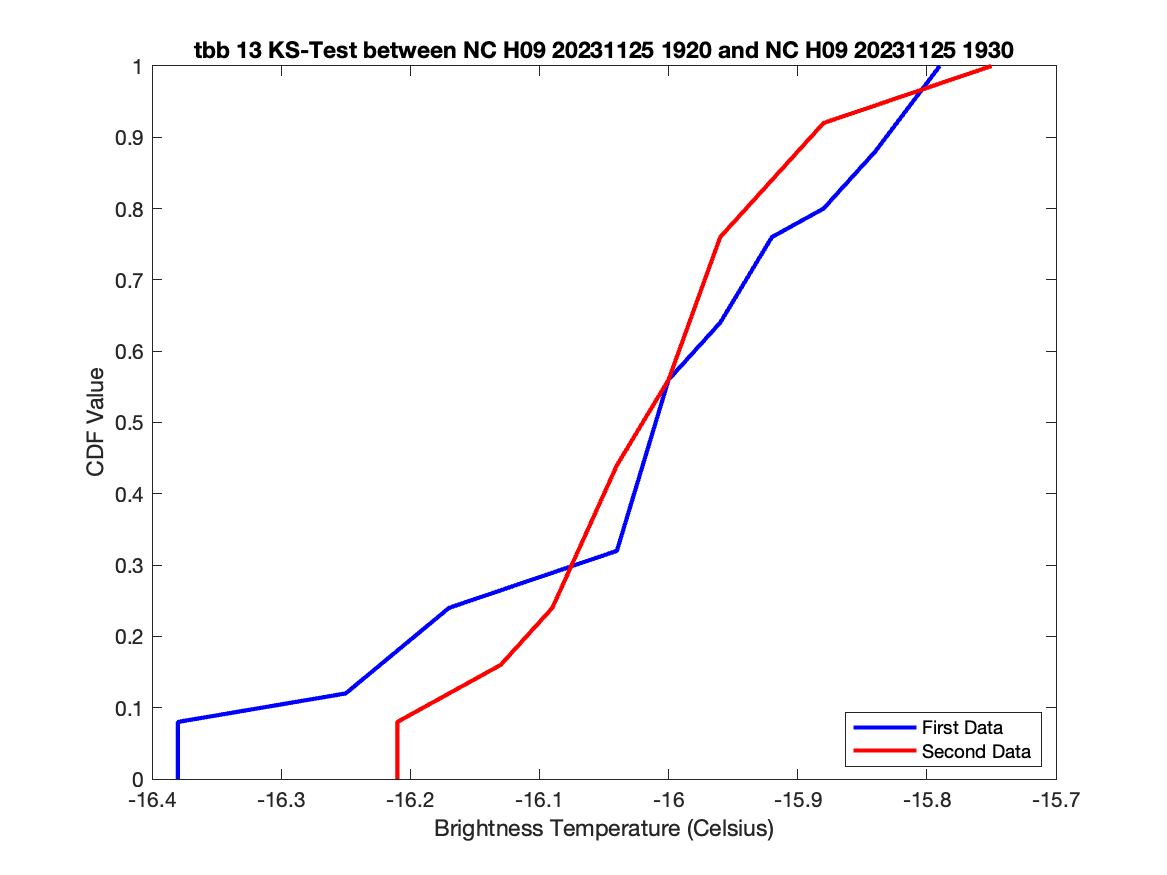 tbb 13 KS-Test between NC H09 20231125 1920 and NC H09 20231125 1930
1
0.9
0.8
0.7
0.6
0.5
0.4
0.3
0.2
0.1
0
CDF Value
First Data
Second Data
-16.4 -16.3 -16.2 -16.1 -16 -15.9 -15.8 -15.7
Brightness Temperature (Celsius)